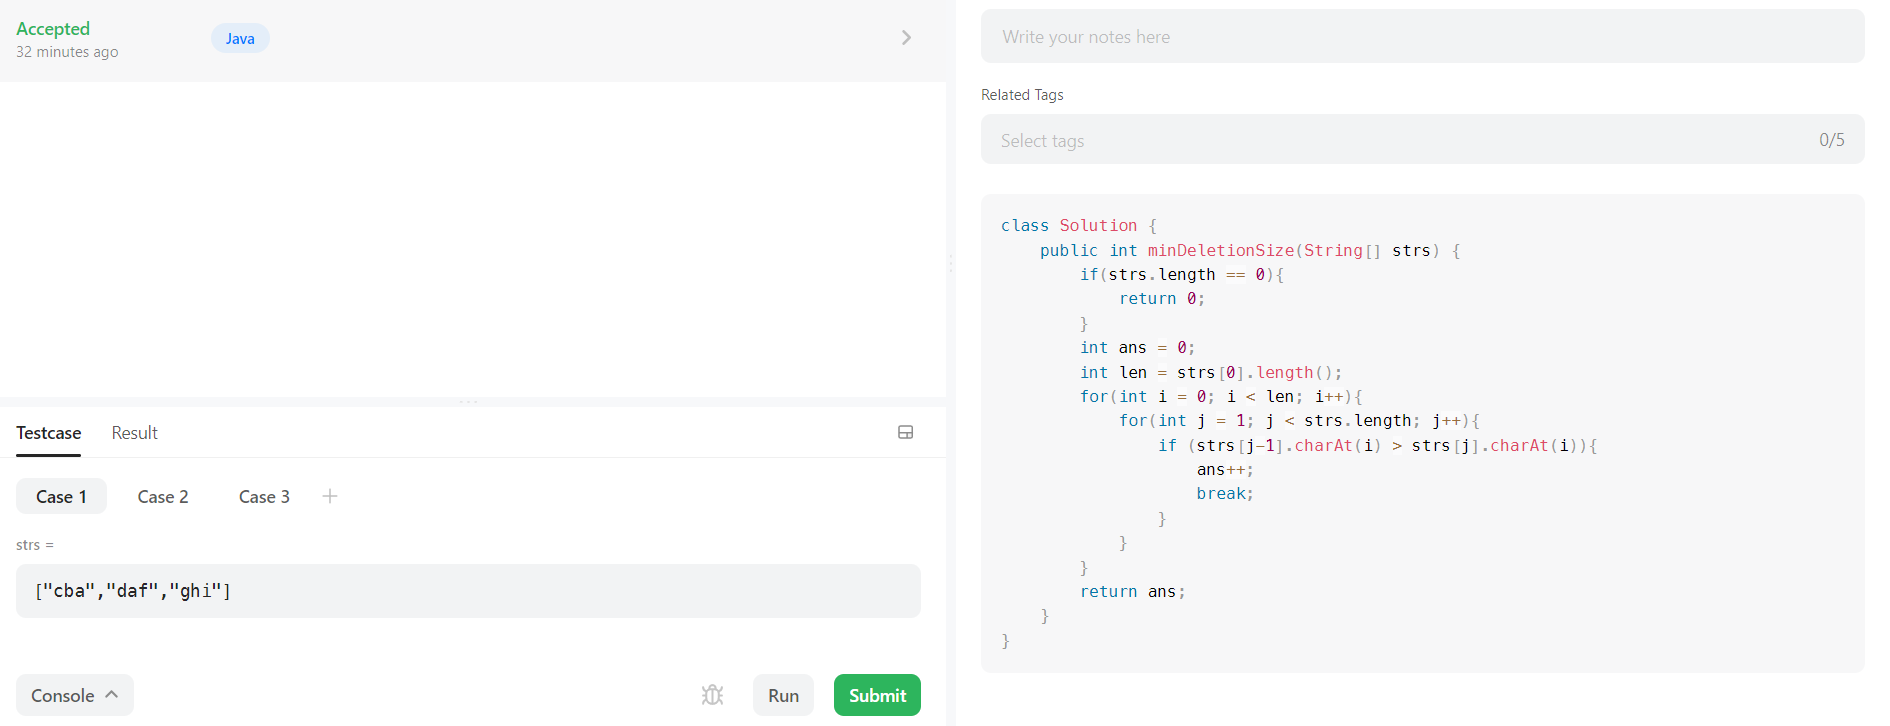 Accepted
32 minutes ago
Java
Testcase Result
Case 1 Case 2 Case 3
strs =
["cba","daf","ghi"]
Console Run Submit
Write your notes here
Related Tags
Select tags 0/5
class Solution {
    public int minDeletionSize(String[] strs) {
        if(strs.length == 0){
            return 0;
        }
        int ans = 0;
        int len = strs[0].length();
        for(int i = 0; i < len; i++){
            for(int j = 1; j < strs.length; j++){
                if (strs[j-1].charAt(i) > strs[j].charAt(i)){
                    ans++;
                    break;
                }
            }
        }
        return ans;
    }
}